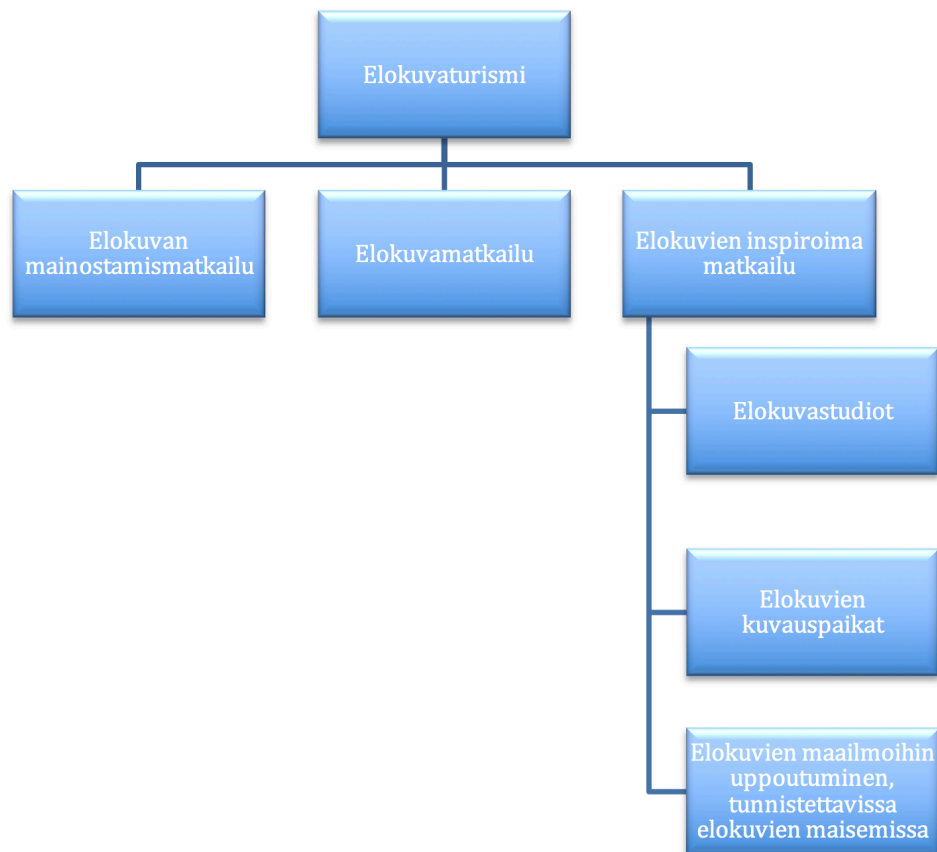 Elokuvaturismi
Elokuvan
mainostamismatkailu
Elokuvamatkailu
Elokuvien inspiroima
matkailu
Elokuvastudiot
Elokuvien
kuvauspaikat
Elokuvien maailmoihin
uppoutuminen,
tunnistettavissa
elokuvien maisemissa